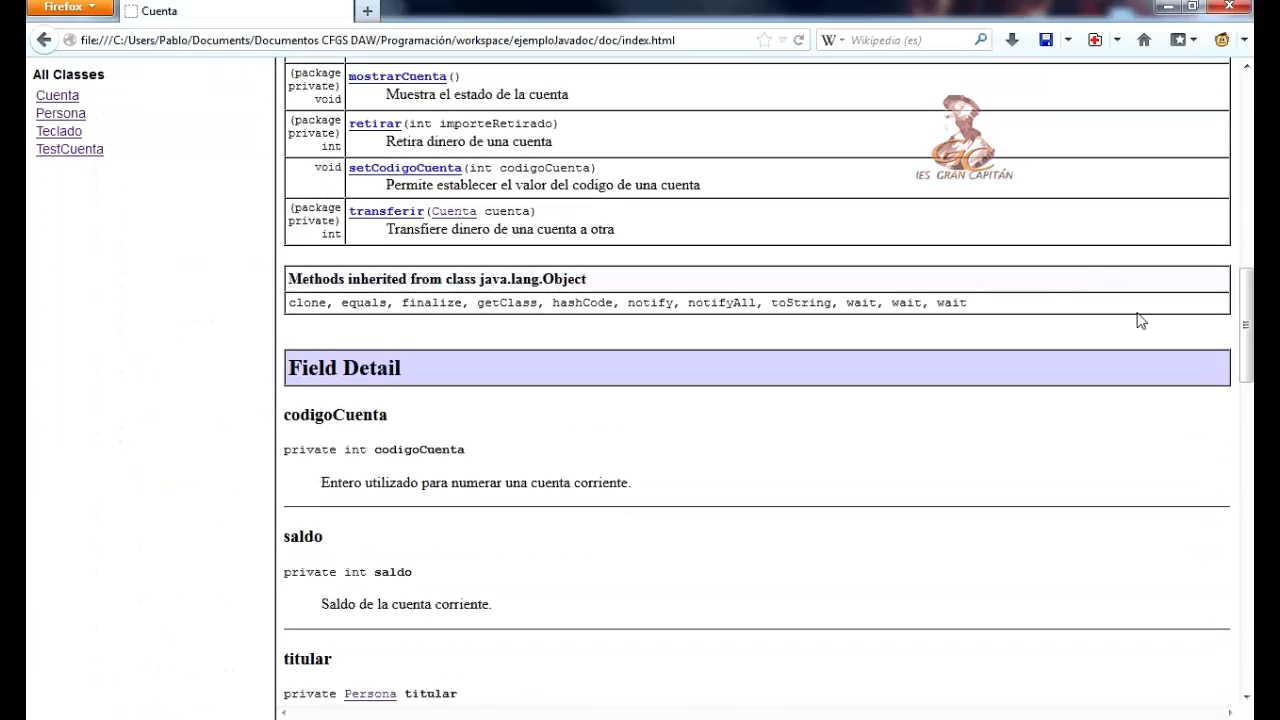 Firefox
Cuenta
file:///C:/Users/Pablo/Documents/Documentos CFGS DAW/Programación/workspace/ejemploJavadoc/doc/index.html
W Wikipedia (es)
All Classes
Cuenta
Persona
Teclado
TestCuenta
(package private) void
mostrarCuenta()
Muestra el estado de la cuenta
(package private) int
retirar(int importeRetirado)
Retira dinero de una cuenta
void
setCodigoCuenta(int codigoCuenta)
Permite establecer el valor del codigo de una cuenta
(package private) int
transferir(Cuenta cuenta)
Transfiere dinero de una cuenta a otra
IES GRAN CAPITÁN
Methods inherited from class java.lang.Object
clone, equals, finalize, getClass, hashCode, notify, notifyAll, toString, wait, wait, wait
Field Detail
codigoCuenta
private int codigoCuenta
Entero utilizado para numerar una cuenta corriente.
saldo
private int saldo
Saldo de la cuenta corriente.
titular
private Persona titular